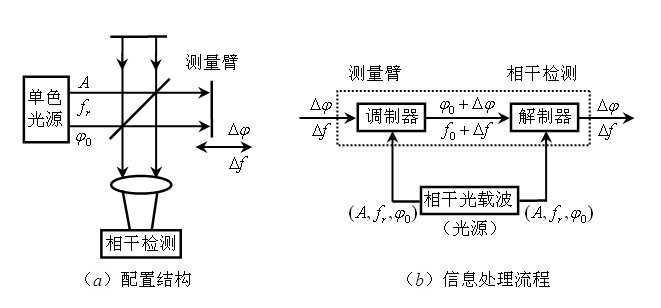 测量臂
单色
光源
A
f_r
φ_0
Δφ
Δf
相干检测
（a）配置结构
测量臂
相干检测
Δφ
Δf
调制器
φ_0 + Δφ
f_0 + Δf
解制器
Δφ
Δf
(A, f_r, φ_0)
相干光载波
(A, f_r, φ_0)
（光源）
（b）信息处理流程